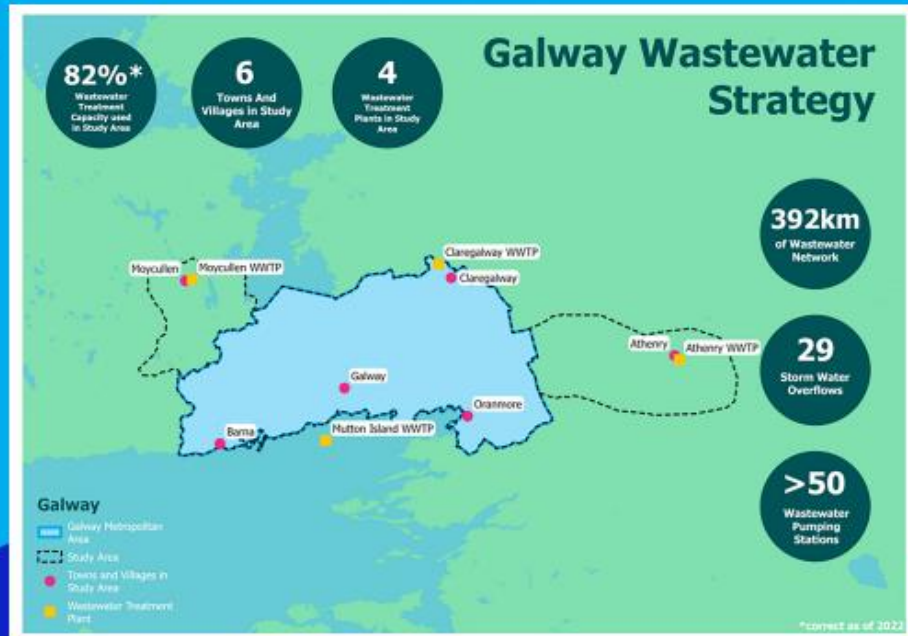 Galway Wastewater
Strategy
82%*
Wastewater
Treatment
Capacity used
in Study Area
6
Towns And
Villages in Study
Area
4
Wastewater
Treatment
Plants in Study
Area
392km
of Wastewater
Network
29
Storm Water
Overflows
>50
Wastewater
Pumping
Stations
Moycullen
Moycullen WWTP
Claregalway WWTP
Claregalway
Athenry
Athenry WWTP
Galway
Oranmore
Barna
Mutton Island WWTP
Galway
Galway Metropolitan
Area
Study Area
Towns and Villages in
Study Area
Wastewater Treatment
Plant
*correct as of 2022